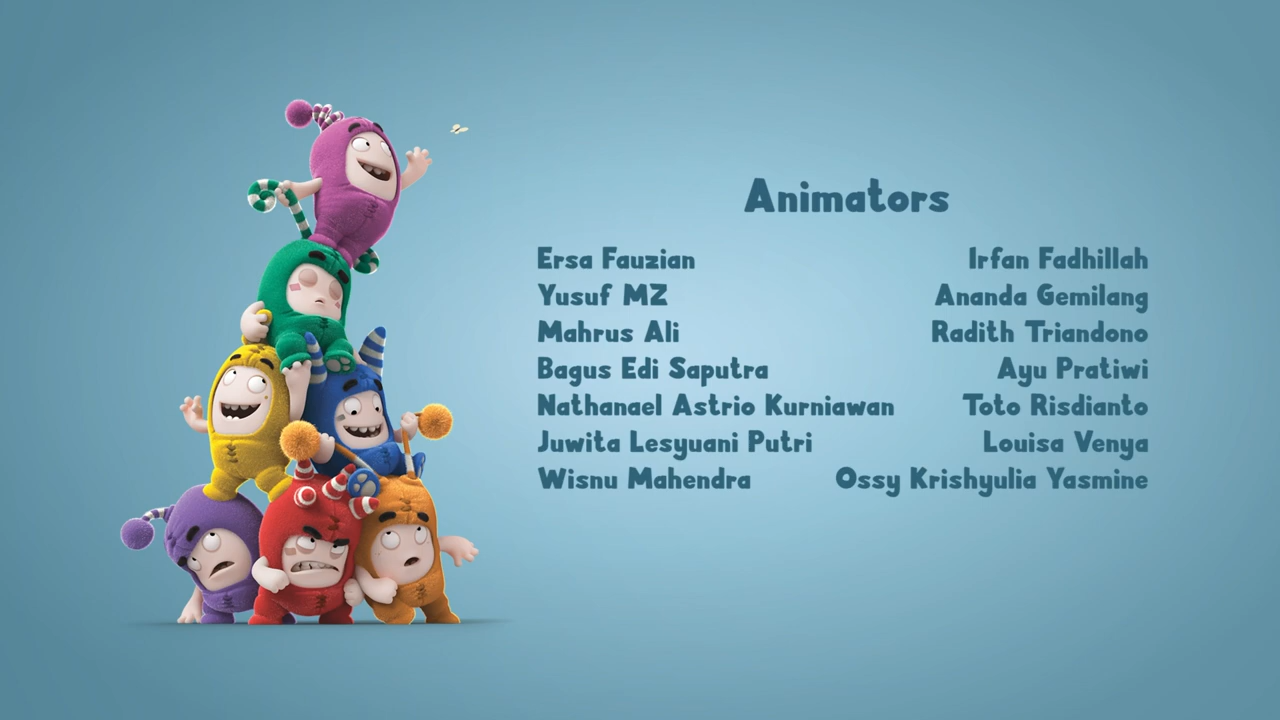 Animators
Ersa Fauzian
Irfan Fadhillah
Yusuf MZ
Ananda Gemilang
Mahrus Ali
Radith Triandono
Bagus Edi Saputra
Ayu Pratiwi
Nathanael Astrio Kurniawan
Toto Risdianto
Juwita Lesyuani Putri
Louisa Venya
Wisnu Mahendra
Ossy Krishyulia Yasmine